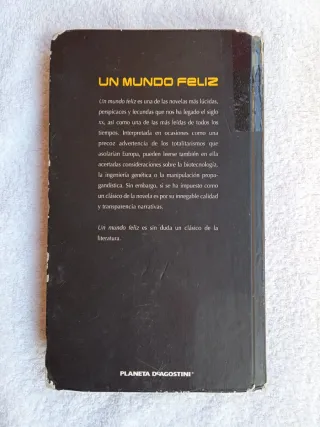 UN MUNDO FELIZ
Un mundo feliz es una de las novelas más lúcidas,
perspicaces y fecundas que nos ha legado el siglo
XX, así como una de las más leídas de todos los
tiempos. Interpretada en ocasiones como una
precoz advertencia de los totalitarismos que
asolarían Europa, pueden leerse también en ella
acertadas consideraciones sobre la biotecnología,
la ingeniería genética o la manipulación propa-
gandística. Sin embargo, si se ha impuesto como
un clásico de la novela es por su innegable calidad
y transparencia narrativas.
Un mundo feliz es sin duda un clásico de la
literatura.
PLANETA DEAGOSTINI